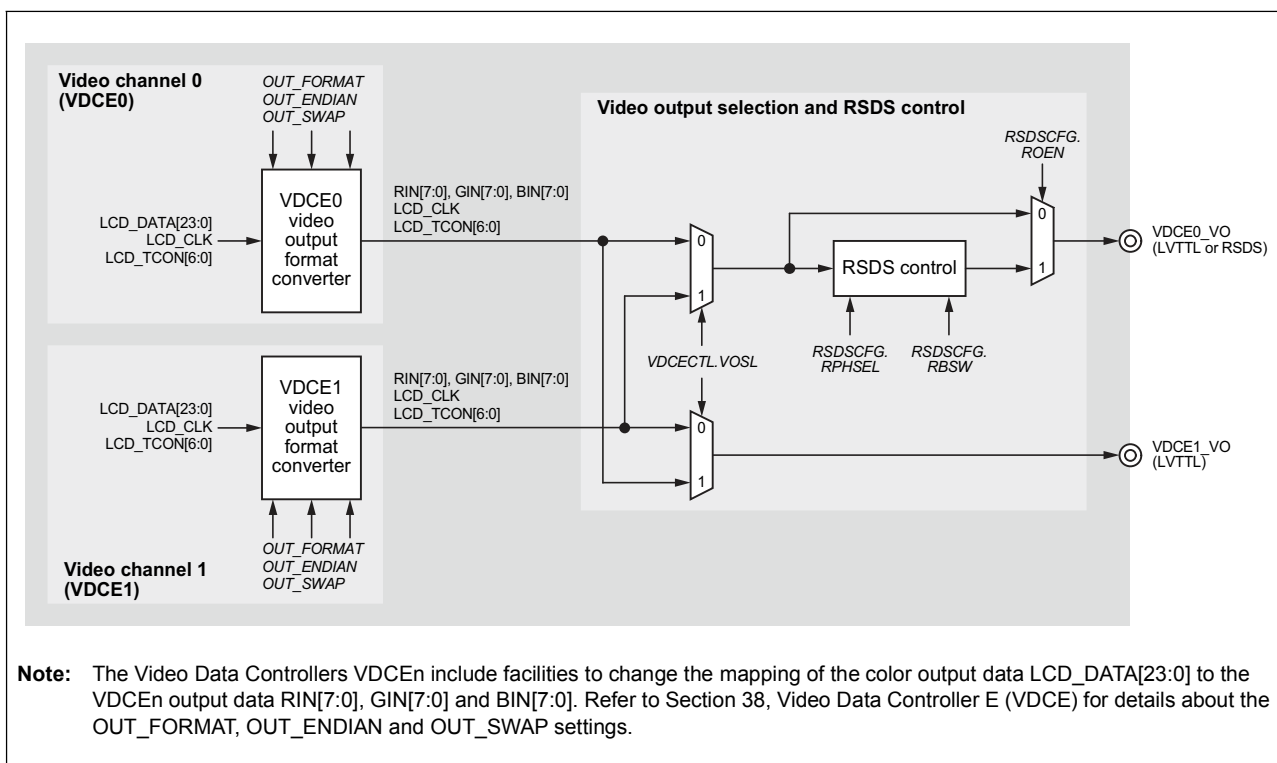 Video channel 0
(VDCE0)
OUT_FORMAT
OUT_ENDIAN
OUT_SWAP
LCD_DATA[23:0]
LCD_CLK
LCD_TCON[6:0]
VDCE0
video
output
format
converter
RIN[7:0], GIN[7:0], BIN[7:0]
LCD_CLK
LCD_TCON[6:0]
Video channel 1
(VDCE1)
OUT_FORMAT
OUT_ENDIAN
OUT_SWAP
LCD_DATA[23:0]
LCD_CLK
LCD_TCON[6:0]
VDCE1
video
output
format
converter
RIN[7:0], GIN[7:0], BIN[7:0]
LCD_CLK
LCD_TCON[6:0]
Video output selection and RSDS control
0
1
VDCECTL.VOSL
0
1
RSDS control
RSDSCFG.
RPHSEL
RSDSCFG.
RBSW
RSDSCFG.
ROEN
0
1
VDCE0_VO
(LVTTL or RSDS)
VDCE1_VO
(LVTTL)
Note: The Video Data Controllers VDCEn include facilities to change the mapping of the color output data LCD_DATA[23:0] to the
VDCEn output data RIN[7:0], GIN[7:0] and BIN[7:0]. Refer to Section 38, Video Data Controller E (VDCE) for details about the
OUT_FORMAT, OUT_ENDIAN and OUT_SWAP settings.